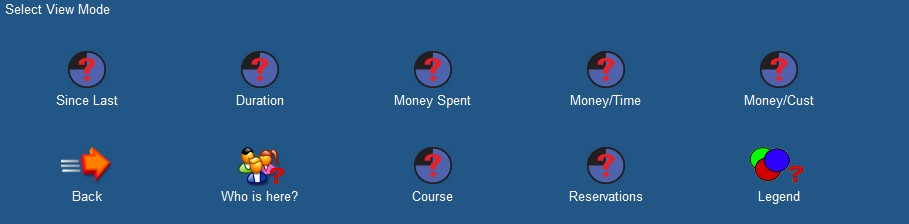 Select View Mode
Since Last
Duration
Money Spent
Money/Time
Money/Cust
Back
Who is here?
Course
Reservations
Legend